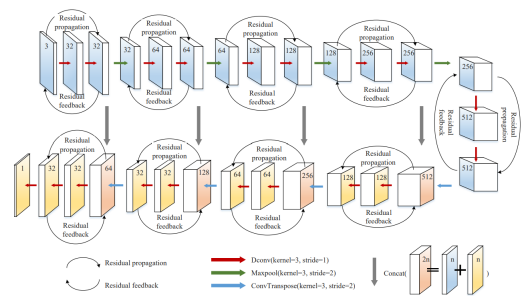 Residual
propagation
Residual
propagation
Residual
propagation
Residual
propagation
3
32
32
32
64
64
64
128
128
128
256
256
256
Residual
feedback
Residual
feedback
Residual
feedback
Residual
feedback
512
Residual
feedback
Residual
propagation
512
Residual
propagation
Residual
propagation
Residual
propagation
Residual
propagation
1
32
32
64
32
32
128
64
64
256
128
128
512
Residual
feedback
Residual
feedback
Residual
feedback
Residual
feedback
Residual propagation
Residual feedback
Dconv(kernel=3, stride=1)
Maxpool(kernel=3, stride=2)
ConvTranspose(kernel=3, stride=2)
Concat( 2n = n + n )